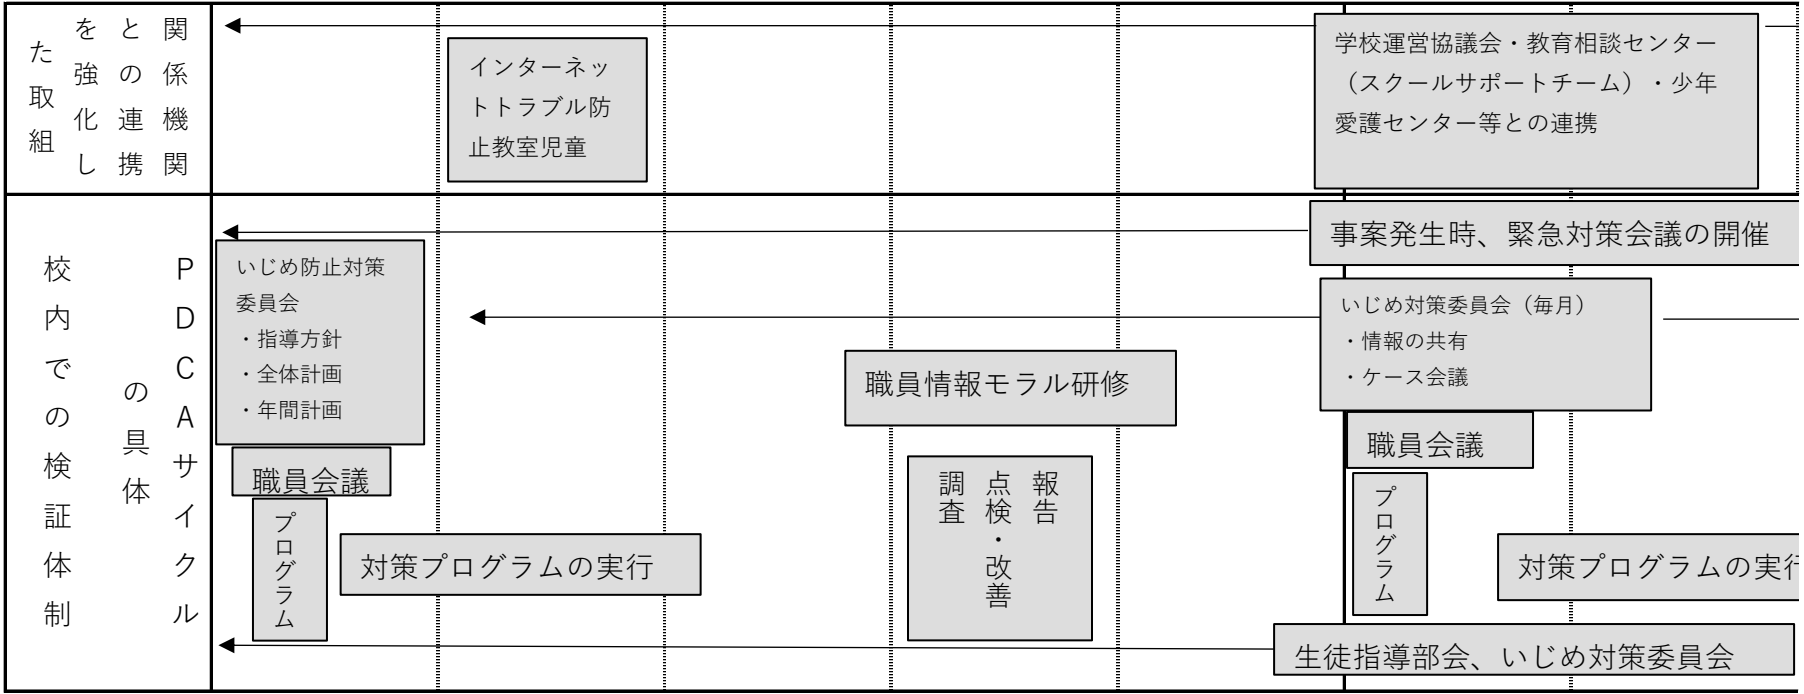 関係機関
との連携
を強化し
た取組
インターネッ
トトラブル防
止教室児童
学校運営協議会・教育相談センター
（スクールサポートチーム）・少年
愛護センター等との連携
PDCAサイクル
の具体
校内での検証体制
事案発生時、緊急対策会議の開催
いじめ防止対策
委員会
・指導方針
・全体計画
・年間計画
いじめ対策委員会（毎月）
・情報の共有
・ケース会議
職員情報モラル研修
職員会議
職員会議
プログラム
対策プログラムの実行
報告
点検・改善
調査
プログラム
対策プログラムの実行
生徒指導部会、いじめ対策委員会